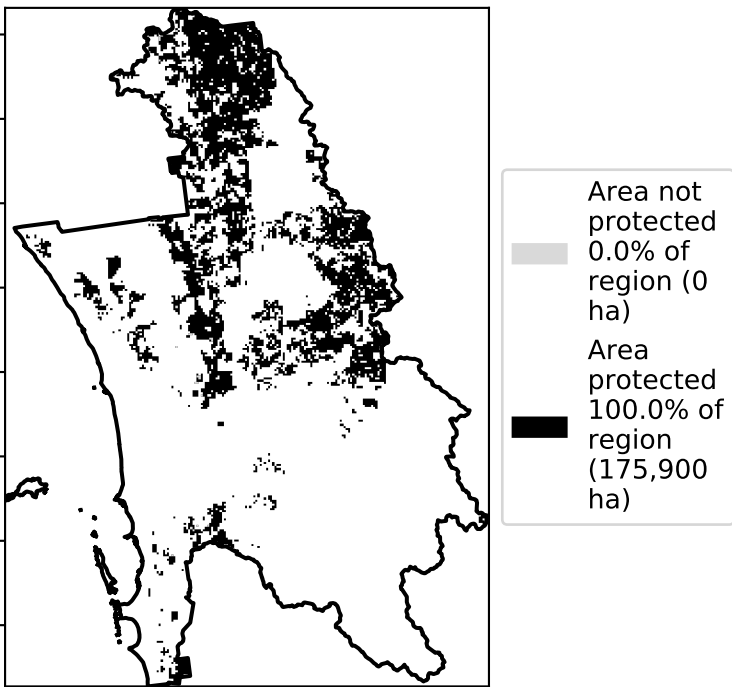 Area not
protected
0.0% of
region (0
ha)
Area
protected
100.0% of
region
(175,900
ha)